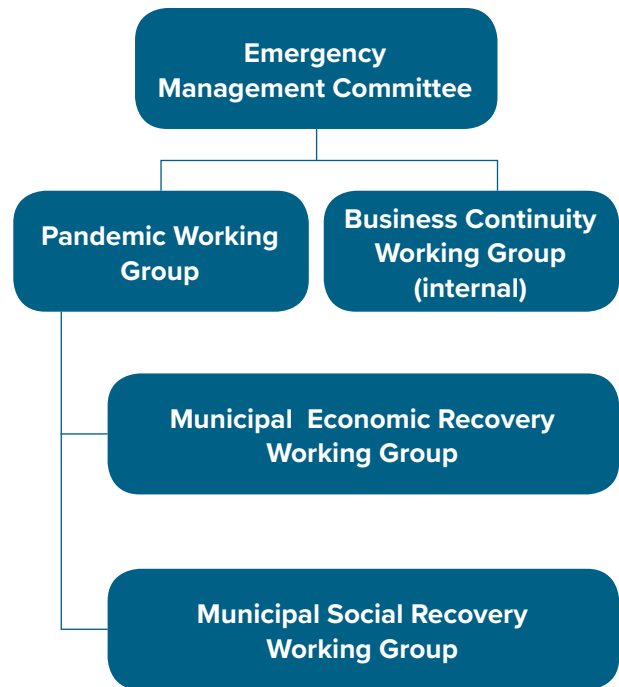 Emergency
Management Committee
Pandemic Working
Group
Business Continuity
Working Group
(internal)
Municipal Economic Recovery
Working Group
Municipal Social Recovery
Working Group